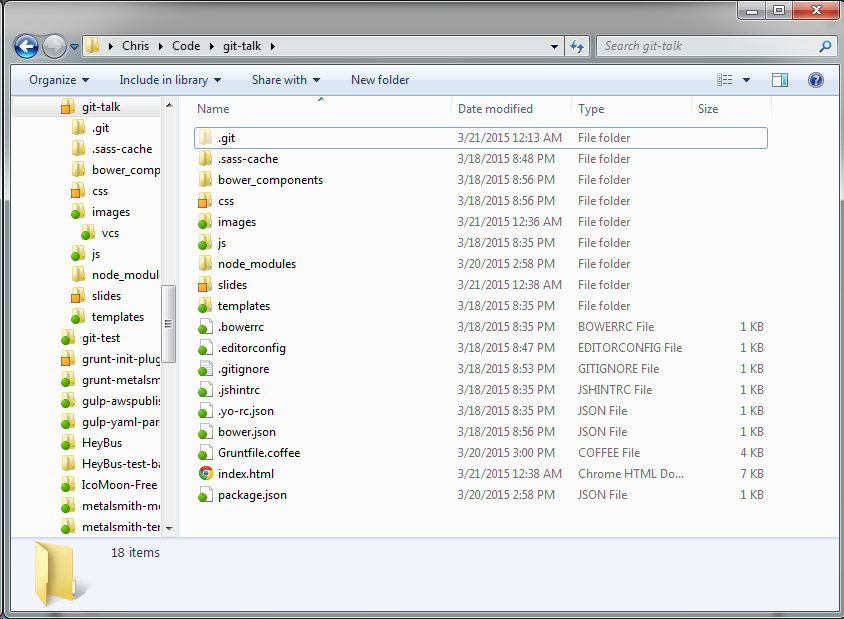 Chris Code git-talk Search git-talk
Organize Include in library Share with New folder
git-talk
.git
.sass-cache
bower_comp
css
images
vcs
js
node_modul
slides
templates
git-test
grunt-init-plug
grunt-metalsm
gulp-awspublis
gulp-yaml-par
HeyBus
HeyBus-test-ba
IcoMoon-Free
metalsmith-me
metalsmith-ter
Name Date modified Type Size
.git 3/21/2015 12:13 AM File folder
.sass-cache 3/18/2015 8:48 PM File folder
bower_components 3/18/2015 8:56 PM File folder
css 3/18/2015 8:56 PM File folder
images 3/21/2015 12:36 AM File folder
js 3/18/2015 8:35 PM File folder
node_modules 3/20/2015 2:58 PM File folder
slides 3/21/2015 12:38 AM File folder
templates 3/18/2015 8:35 PM File folder
.bowerrc 3/18/2015 8:35 PM BOWERRC File 1 KB
.editorconfig 3/18/2015 8:47 PM EDITORCONFIG File 1 KB
.gitignore 3/18/2015 8:53 PM GITIGNORE File 1 KB
.jshintrc 3/18/2015 8:35 PM JSHINTRC File 1 KB
.yo-rc.json 3/18/2015 8:35 PM JSON File 1 KB
bower.json 3/18/2015 8:56 PM JSON File 1 KB
Gruntfile.coffee 3/20/2015 3:00 PM COFFEE File 4 KB
index.html 3/21/2015 12:38 AM Chrome HTML Do... 7 KB
package.json 3/20/2015 2:58 PM JSON File 1 KB
18 items